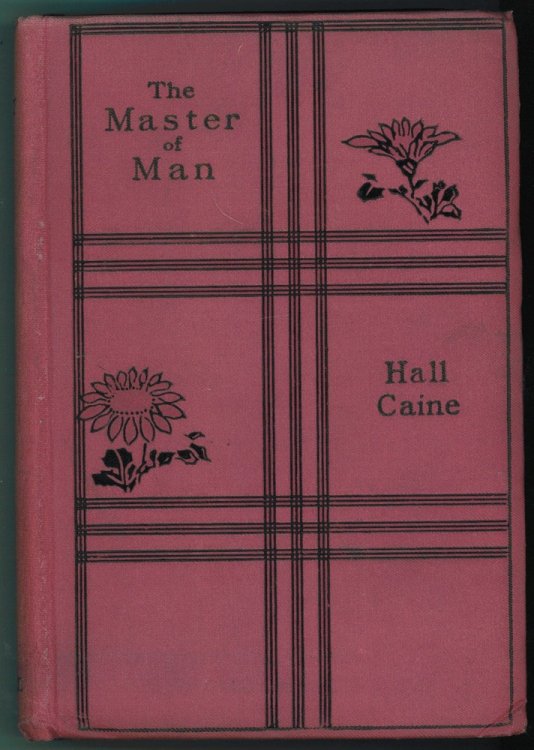 The
Master
of
Man
Hall
Caine